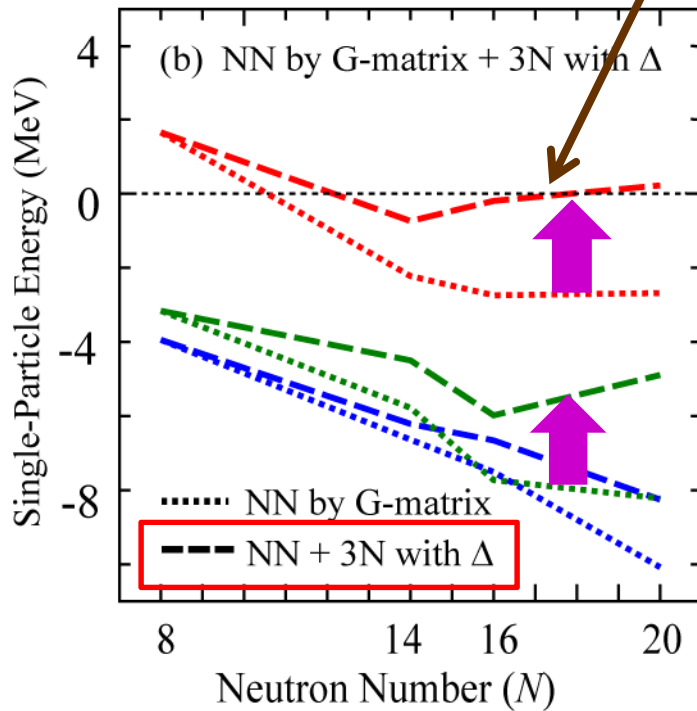 (b) NN by G-matrix + 3N with Δ
Single-Particle Energy (MeV)
4
0
-4
-8
NN by G-matrix
NN + 3N with Δ
8 14 16 20
Neutron Number (N)